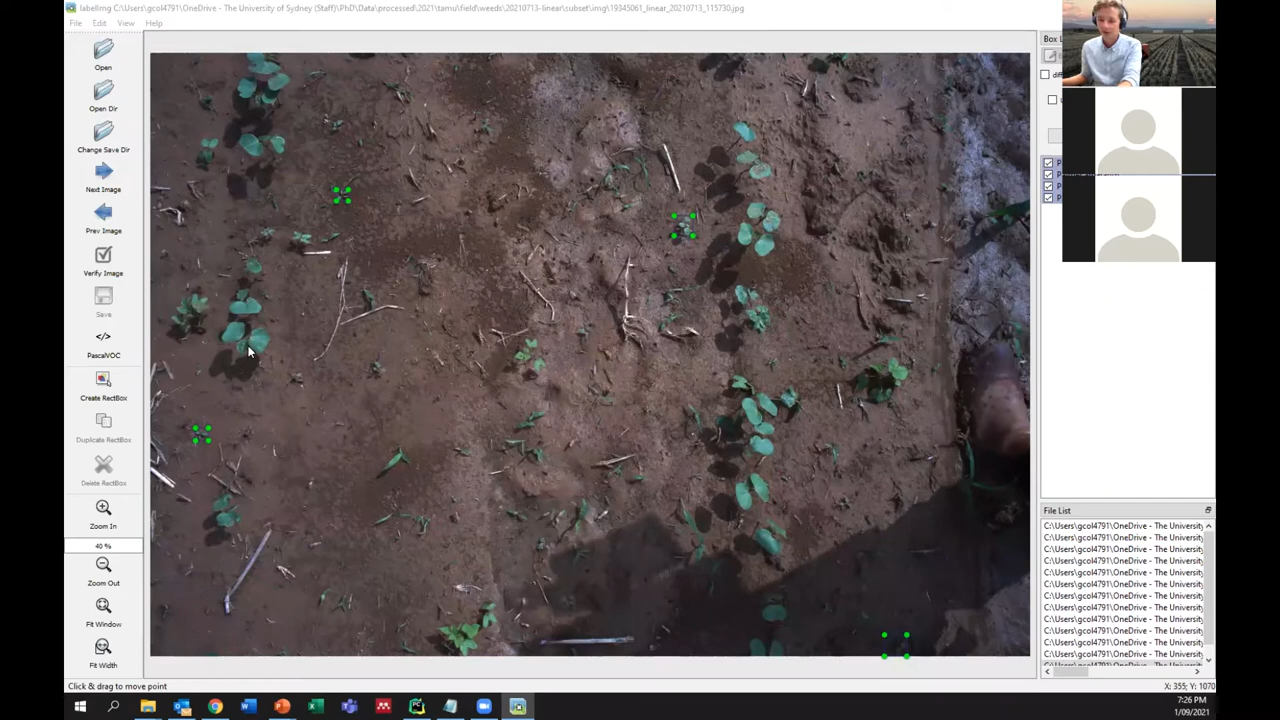 labelImg C:\Users\gcol4791\OneDrive - The University of Sydney (Staff)\PhD\Data\processed\2021\tamu\field\weeds\20210713-linear\subset\img\19345061_linear_20210713_115730.jpg
File Edit View Help
Open
Open Dir
Change Save Dir
Next Image
Prev Image
Verify Image
Save
</>
PascalVOC
Create RectBox
Duplicate RectBox
Delete RectBox
Zoom In
40 %
Zoom Out
Fit Window
Fit Width
Box L
diff
P
P
P
P
File List
C:\Users\gcol4791\OneDrive - The University
C:\Users\gcol4791\OneDrive - The University
C:\Users\gcol4791\OneDrive - The University
C:\Users\gcol4791\OneDrive - The University
C:\Users\gcol4791\OneDrive - The University
C:\Users\gcol4791\OneDrive - The University
C:\Users\gcol4791\OneDrive - The University
C:\Users\gcol4791\OneDrive - The University
C:\Users\gcol4791\OneDrive - The University
C:\Users\gcol4791\OneDrive - The University
C:\Users\gcol4791\OneDrive - The University
C:\Users\gcol4791\OneDrive - The University
Click & drag to move point
X: 355; Y: 1070
7:26 PM
1/09/2021